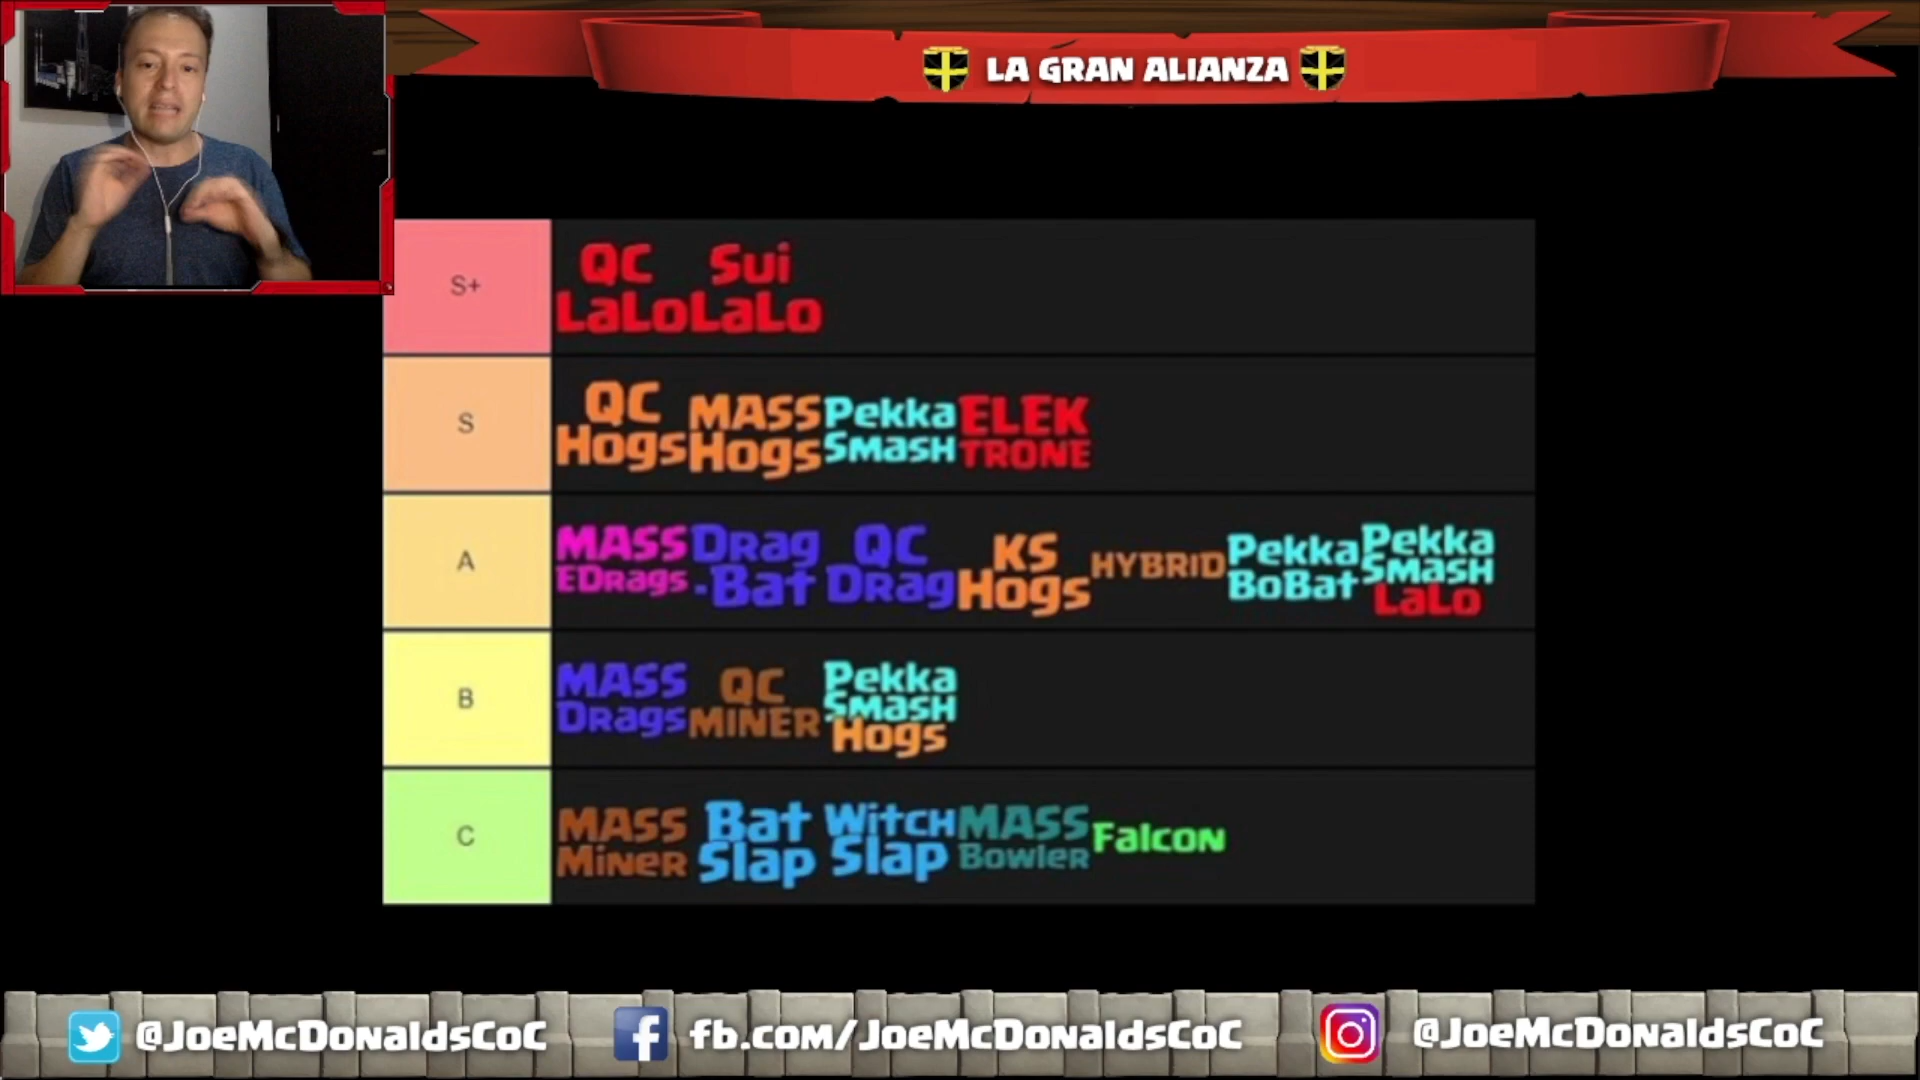 LA GRAN ALIANZA
S+
QC
LaLo
Sui
LaLo
S
QC
Hogs
MASS
Hogs
Pekka
SMasH
ELEK
TRONE
A
MASS
EDrags
Drag
-Bat
QC
Drag
KS
Hogs
HYBRID
Pekka
BoBat
Pekka
SMasH
LaLo
B
MASS
Drags
QC
MINER
Pekka
SMasH
Hogs
C
MASS
Miner
Bat
Slap
Witch
Slap
MASS
Bowler
Falcon
@JoeMcDonaldsCoC
fb.com/JoeMcDonaldsCoC
@JoeMcDonaldsCoC